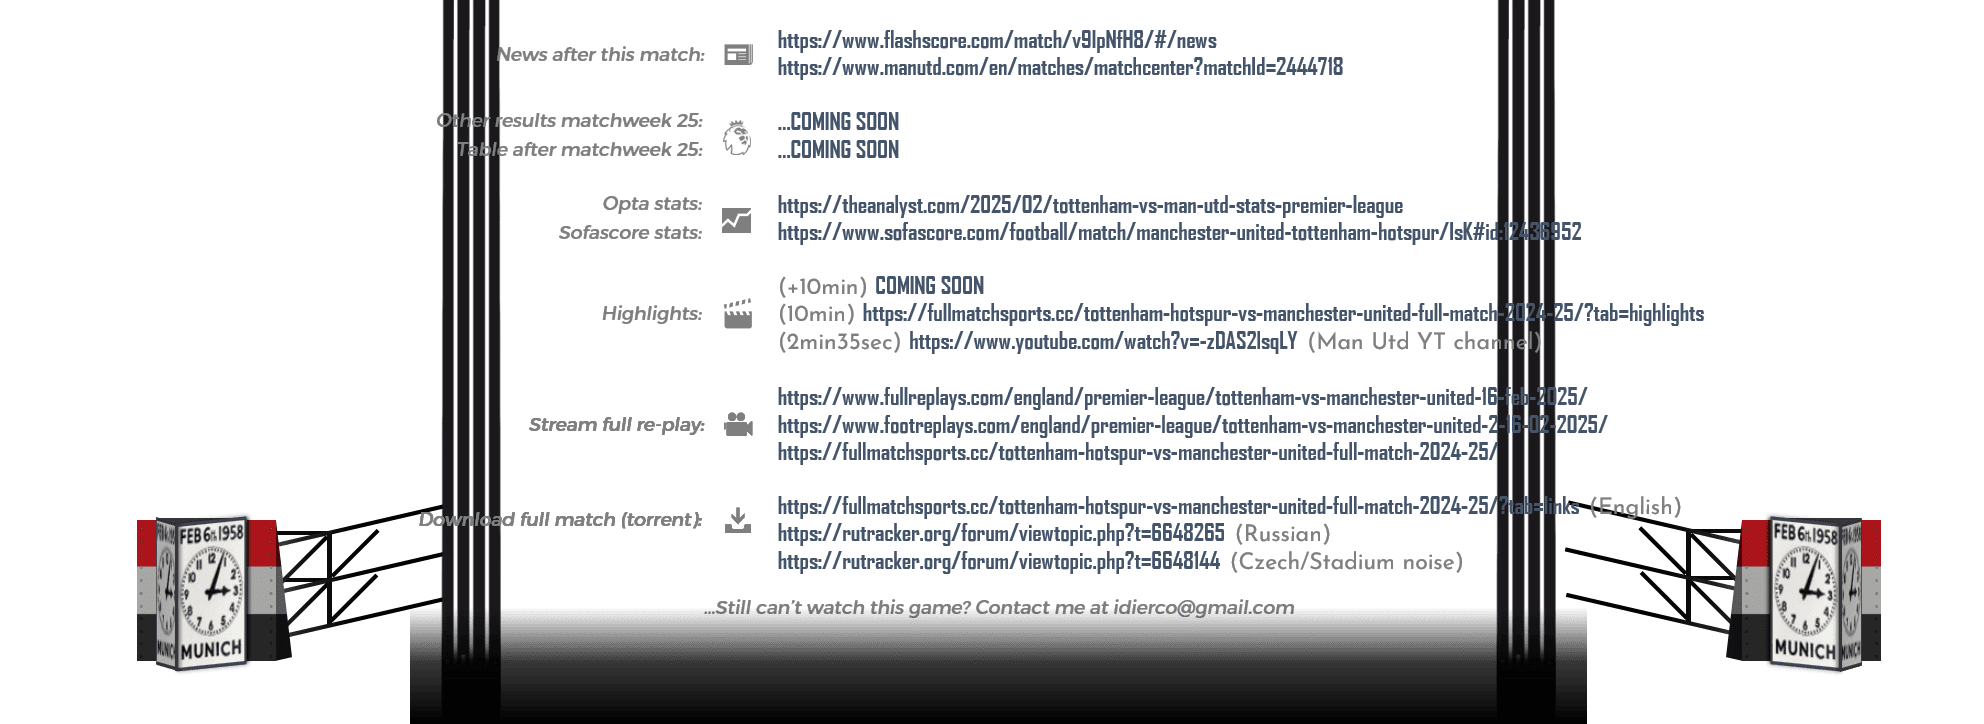 News after this match:
https://www.flashscore.com/match/v9IpNfH8/#/news
https://www.manutd.com/en/matches/matchcenter?matchId=2444718
Other results matchweek 25:
...COMING SOON
Table after matchweek 25:
...COMING SOON
Opta stats:
https://theanalyst.com/2025/02/tottenham-vs-man-utd-stats-premier-league
Sofascore stats:
https://www.sofascore.com/football/match/manchester-united-tottenham-hotspur/IsK#id:12436952
Highlights:
(+10min) COMING SOON
(10min) https://fullmatchsports.cc/tottenham-hotspur-vs-manchester-united-full-match-2024-25/?tab=highlights
(2min35sec) https://www.youtube.com/watch?v=-zDAS2IsqLY (Man Utd YT channel)
Stream full re-play:
https://www.fullreplays.com/england/premier-league/tottenham-vs-manchester-united-16-feb-2025/
https://www.footreplays.com/england/premier-league/tottenham-vs-manchester-united-2-16-02-2025/
https://fullmatchsports.cc/tottenham-hotspur-vs-manchester-united-full-match-2024-25/
Download full match (torrent):
https://fullmatchsports.cc/tottenham-hotspur-vs-manchester-united-full-match-2024-25/?tab=links (English)
https://rutracker.org/forum/viewtopic.php?t=6648265 (Russian)
https://rutracker.org/forum/viewtopic.php?t=6648144 (Czech/Stadium noise)
...Still can't watch this game? Contact me at idierco@gmail.com
FEB 6th 1958
MUNICH
FEB 6th 1958
MUNICH